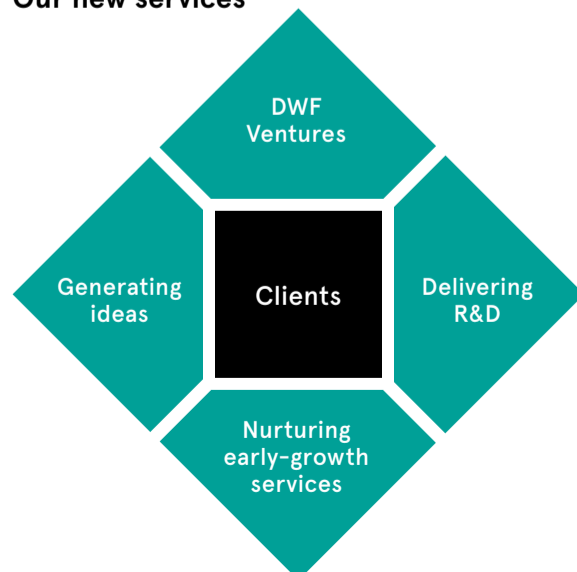 Our new services
DWF
Ventures
Generating
ideas
Clients
Delivering
R&D
Nurturing
early-growth
services